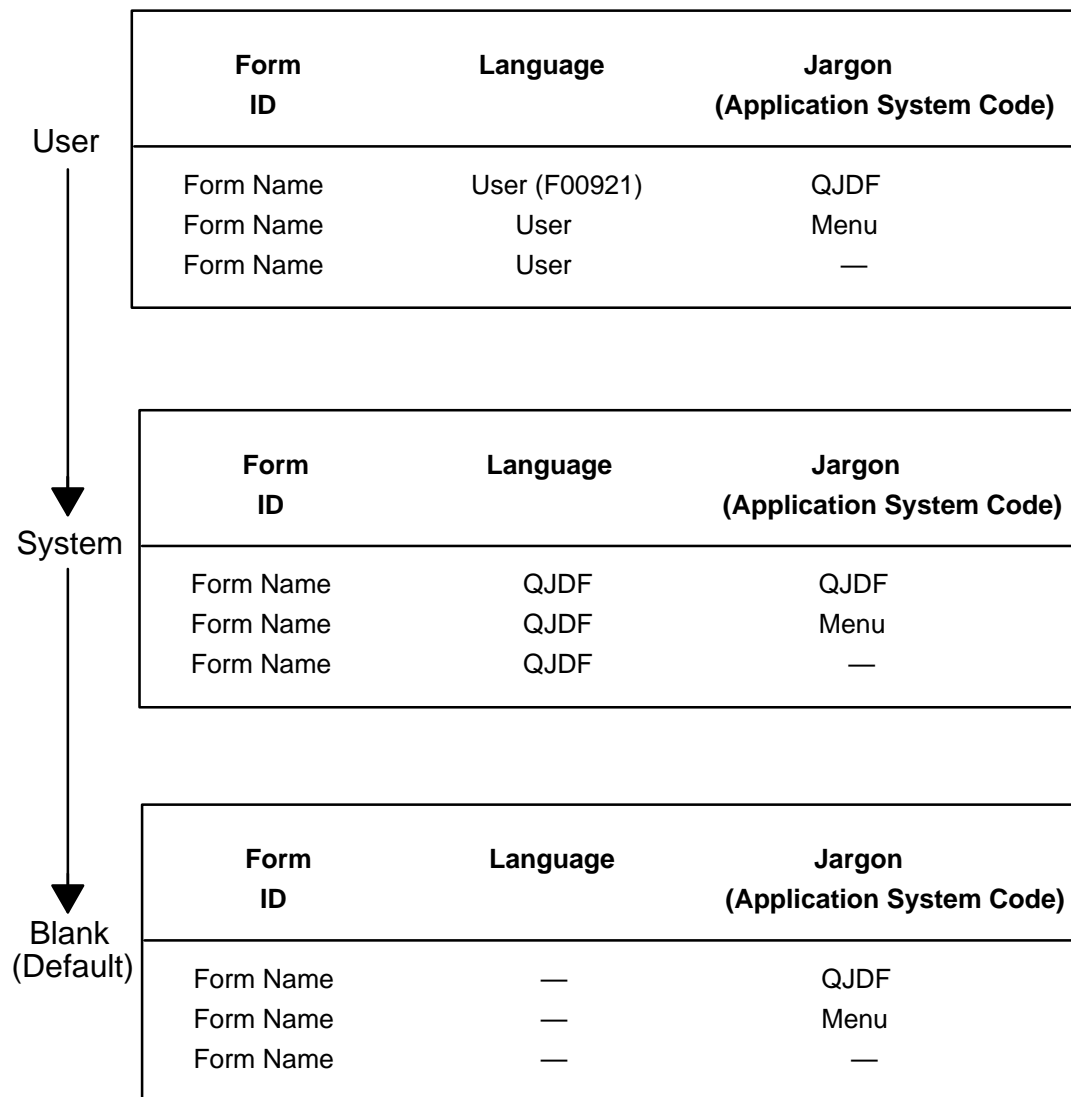 Form Language Jargon
ID (Application System Code)
User
Form Name User (F00921) QJDF
Form Name User Menu
Form Name User —
Form Language Jargon
ID (Application System Code)
System
Form Name QJDF QJDF
Form Name QJDF Menu
Form Name QJDF —
Form Language Jargon
ID (Application System Code)
Blank
(Default)
Form Name — QJDF
Form Name — Menu
Form Name — —